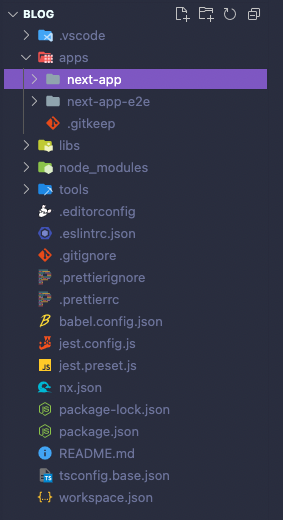 BLOG
.vscode
apps
next-app
next-app-e2e
.gitkeep
libs
node_modules
tools
.editorconfig
.eslintrc.json
.gitignore
.prettierignore
.prettierrc
babel.config.json
jest.config.js
jest.preset.js
nx.json
package-lock.json
package.json
README.md
tsconfig.base.json
workspace.json